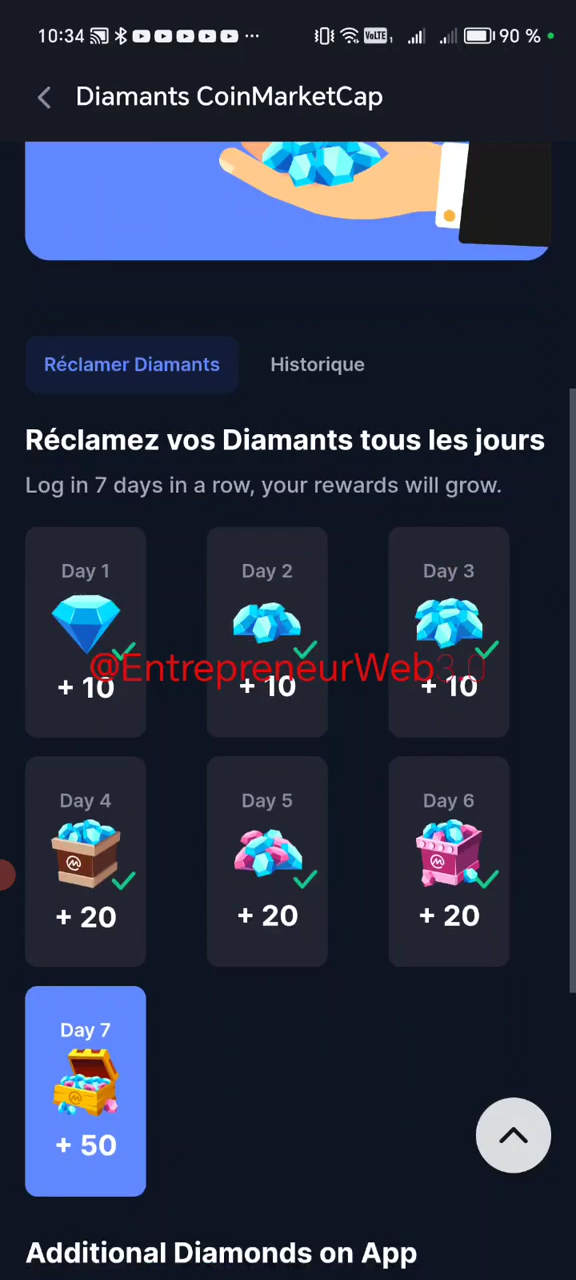 10:34
VoLTE 1
90 %
Diamants CoinMarketCap
Réclamer Diamants
Historique
Réclamez vos Diamants tous les jours
Log in 7 days in a row, your rewards will grow.
Day 1
Day 2
Day 3
@EntrepreneurWeb3.0
+ 10
+ 10
+ 10
Day 4
Day 5
Day 6
+ 20
+ 20
+ 20
Day 7
+ 50
Additional Diamonds on App